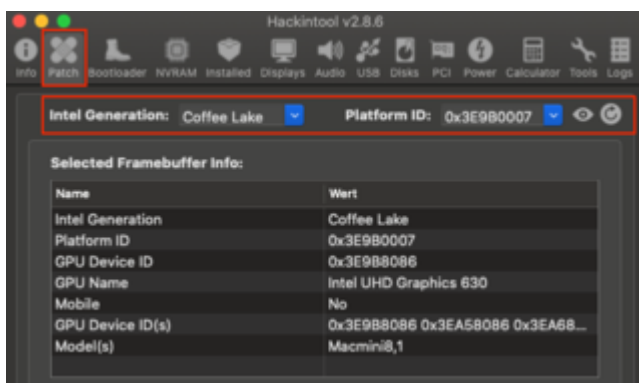 Hackintool v2.8.6
Info Patch Bootloader NVRAM Installed Displays Audio USB Disks PCI Power Calculator Tools Logs
Intel Generation: Coffee Lake Platform ID: 0x3E9B0007
Selected Framebuffer Info:
Name Wert
Intel Generation Coffee Lake
Platform ID 0x3E9B0007
GPU Device ID 0x3E9B8086
GPU Name Intel UHD Graphics 630
Mobile No
GPU Device ID(s) 0x3E9B8086 0x3EA58086 0x3EA68...
Model(s) Macmini8,1